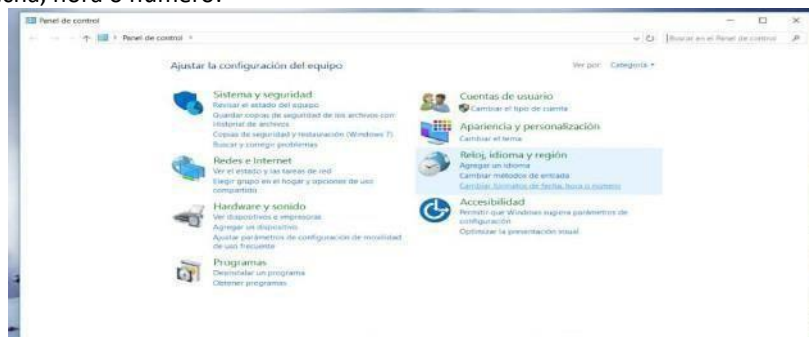 cha, hora o número.
Panel de control
Panel de control
Buscar en el Panel de control
Ajustar la configuración del equipo
Ver por: Categoría
Sistema y seguridad
Revisar el estado del equipo
Guardar copias de seguridad de los archivos con
Historial de archivos
Copias de seguridad y restauración (Windows 7)
Buscar y corregir problemas
Redes e Internet
Ver el estado y las tareas de red
Elegir grupo en el hogar y opciones de uso
compartido
Hardware y sonido
Ver dispositivos e impresoras
Agregar un dispositivo
Ajustar parámetros de configuración de movilidad
de uso frecuente
Programas
Desinstalar un programa
Obtener programas
Cuentas de usuario
Cambiar el tipo de cuenta
Apariencia y personalización
Cambiar el tema
Reloj, idioma y región
Agregar un idioma
Cambiar métodos de entrada
Cambiar formatos de fecha, hora o número
Accesibilidad
Permitir que Windows sugiera parámetros de
configuración
Optimizar la presentación visual